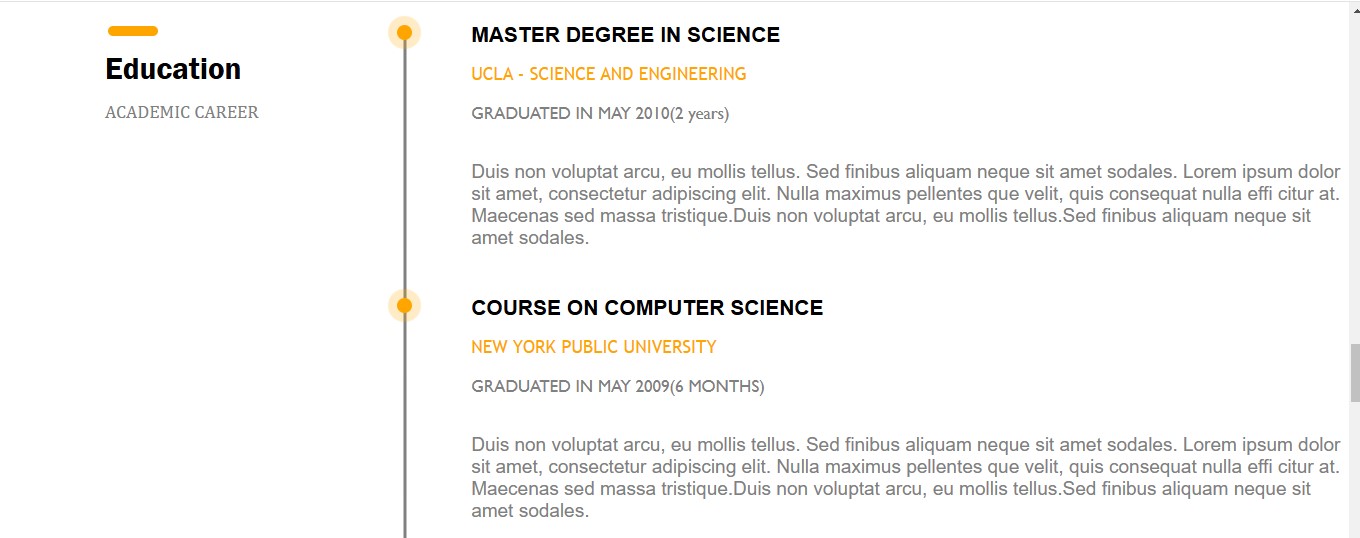 Education
ACADEMIC CAREER
MASTER DEGREE IN SCIENCE
UCLA - SCIENCE AND ENGINEERING
GRADUATED IN MAY 2010(2 years)
Duis non voluptat arcu, eu mollis tellus. Sed finibus aliquam neque sit amet sodales. Lorem ipsum dolor
sit amet, consectetur adipiscing elit. Nulla maximus pellentes que velit, quis consequat nulla effi citur at.
Maecenas sed massa tristique.Duis non voluptat arcu, eu mollis tellus.Sed finibus aliquam neque sit
amet sodales.
COURSE ON COMPUTER SCIENCE
NEW YORK PUBLIC UNIVERSITY
GRADUATED IN MAY 2009(6 MONTHS)
Duis non voluptat arcu, eu mollis tellus. Sed finibus aliquam neque sit amet sodales. Lorem ipsum dolor
sit amet, consectetur adipiscing elit. Nulla maximus pellentes que velit, quis consequat nulla effi citur at.
Maecenas sed massa tristique.Duis non voluptat arcu, eu mollis tellus.Sed finibus aliquam neque sit
amet sodales.